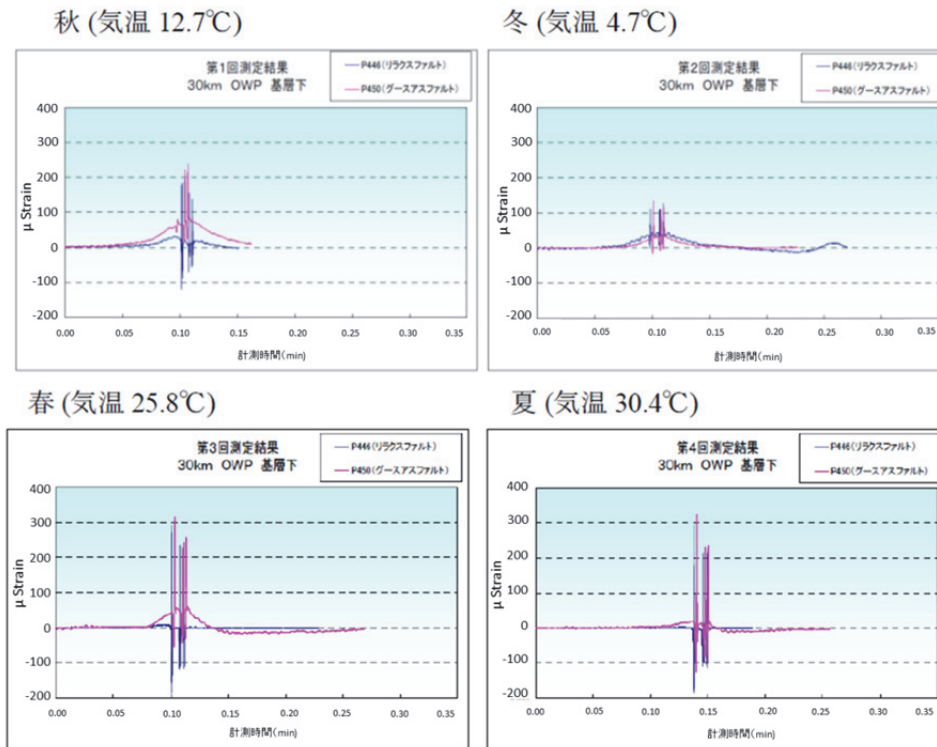 秋 (気温 12.7℃)
第1回測定結果
30km OWP 基層下
P446(リラクスファルト)
P450(グースアスファルト)
μ Strain
400
300
200
100
0
-100
-200
0.00 0.05 0.10 0.15 0.20 0.25 0.30 0.35
計測時間(min)
冬 (気温 4.7℃)
第2回測定結果
30km OWP 基層下
P446(リラクスファルト)
P450(グースアスファルト)
μ Strain
400
300
200
100
0
-100
-200
0.00 0.05 0.10 0.15 0.20 0.25 0.30 0.35
計測時間(min)
春 (気温 25.8℃)
第3回測定結果
30km OWP 基層下
P446(リラクスファルト)
P450(グースアスファルト)
μ Strain
400
300
200
100
0
-100
-200
0.00 0.05 0.10 0.15 0.20 0.25 0.30 0.35
計測時間(min)
夏 (気温 30.4℃)
第4回測定結果
30km OWP 基層下
P446(リラクスファルト)
P450(グースアスファルト)
μ Strain
400
300
200
100
0
-100
-200
0.00 0.05 0.10 0.15 0.20 0.25 0.30 0.35
計測時間(min)